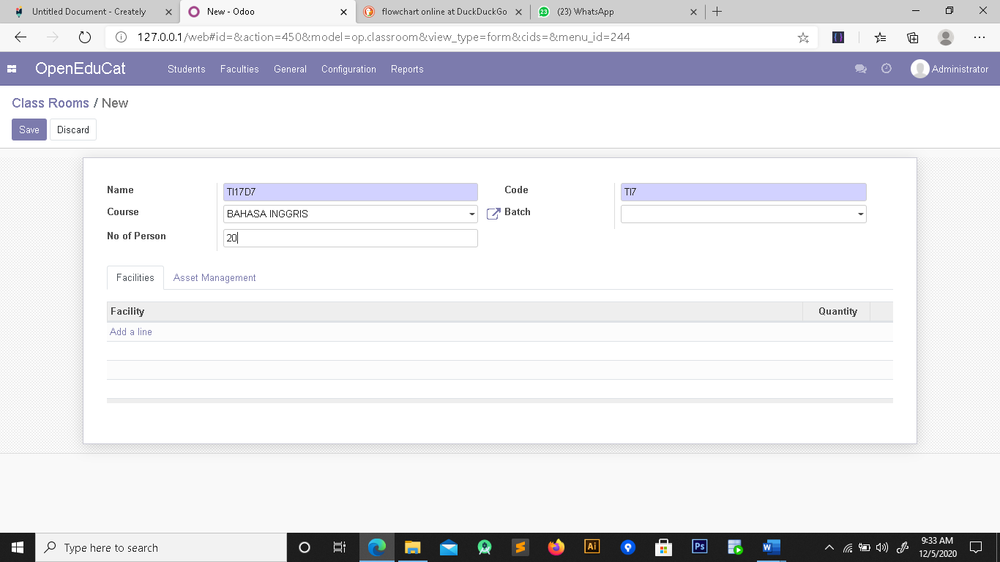 Untitled Document - Creately
New - Odoo
flowchart online at DuckDuckGo
23
(23) WhatsApp
127.0.0.1/web#id=&action=450&model=op.classroom&view_type=form&cids=&menu_id=244
OpenEduCat
Students
Faculties
General
Configuration
Reports
Administrator
Class Rooms / New
Save
Discard
Name
TI17D7
Code
TI7
Course
BAHASA INGGRIS
Batch
No of Person
20
Facilities
Asset Management
Facility
Quantity
Add a line
Type here to search
Ai
Ps
W
9:33 AM
12/5/2020